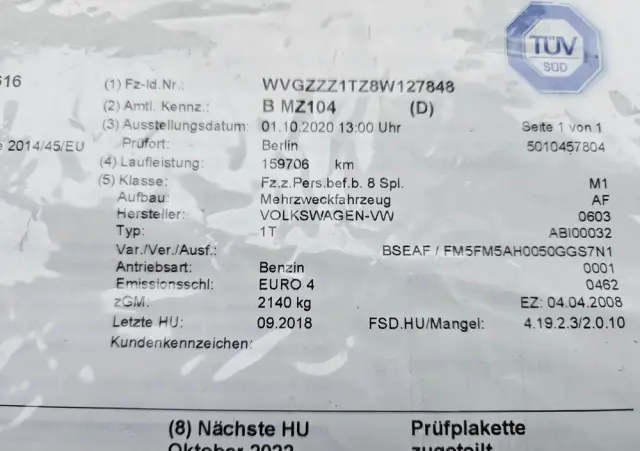 TÜV
SÜD
616
(1) Fz-Id.Nr.: WVGZZZ1TZ8W127848
(2) Amtl. Kennz.: B MZ104 (D)
(3) Ausstellungsdatum: 01.10.2020 13:00 Uhr Seite 1 von 1
2014/45/EU Prüfort: Berlin 5010457804
(4) Laufleistung: 159706 km
(5) Klasse: Fz.z.Pers.bef.b. 8 Spl. M1
Aufbau: Mehrzweckfahrzeug AF
Hersteller: VOLKSWAGEN-VW 0603
Typ: 1T ABI00032
Var./Ver./Ausf.: BSEAF / FM5FM5AH0050GGS7N1
Antriebsart: Benzin 0001
Emissionsschl: EURO 4 0462
zGM. 2140 kg EZ: 04.04.2008
Letzte HU: 09.2018 FSD.HU/Mangel: 4.19.2.3/2.0.10
Kundenkennzeichen:
(8) Nächste HU Prüfplakette
Oktober 2022 zugeteilt